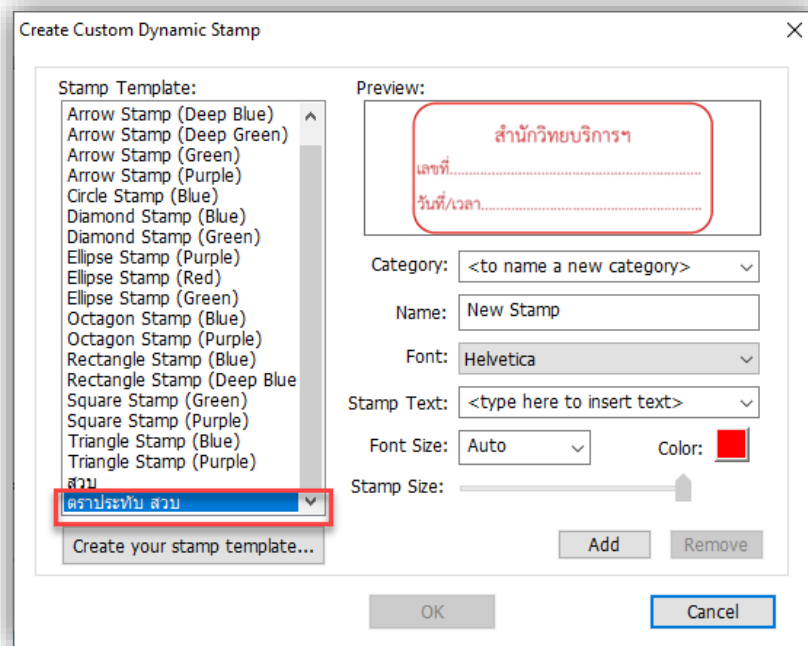 Create Custom Dynamic Stamp
Stamp Template:
Arrow Stamp (Deep Blue)
Arrow Stamp (Deep Green)
Arrow Stamp (Green)
Arrow Stamp (Purple)
Circle Stamp (Blue)
Diamond Stamp (Blue)
Diamond Stamp (Green)
Ellipse Stamp (Purple)
Ellipse Stamp (Red)
Ellipse Stamp (Green)
Octagon Stamp (Blue)
Octagon Stamp (Purple)
Rectangle Stamp (Blue)
Rectangle Stamp (Deep Blue
Square Stamp (Green)
Square Stamp (Purple)
Triangle Stamp (Blue)
Triangle Stamp (Purple)
สวบ
ตราประทับ สวบ
Create your stamp template...
Preview:
สำนักวิทยบริการฯ
เลขที่......................................................................
วันที่/เวลา.............................................................
Category: <to name a new category>
Name: New Stamp
Font: Helvetica
Stamp Text: <type here to insert text>
Font Size: Auto Color:
Stamp Size:
Add Remove
OK Cancel